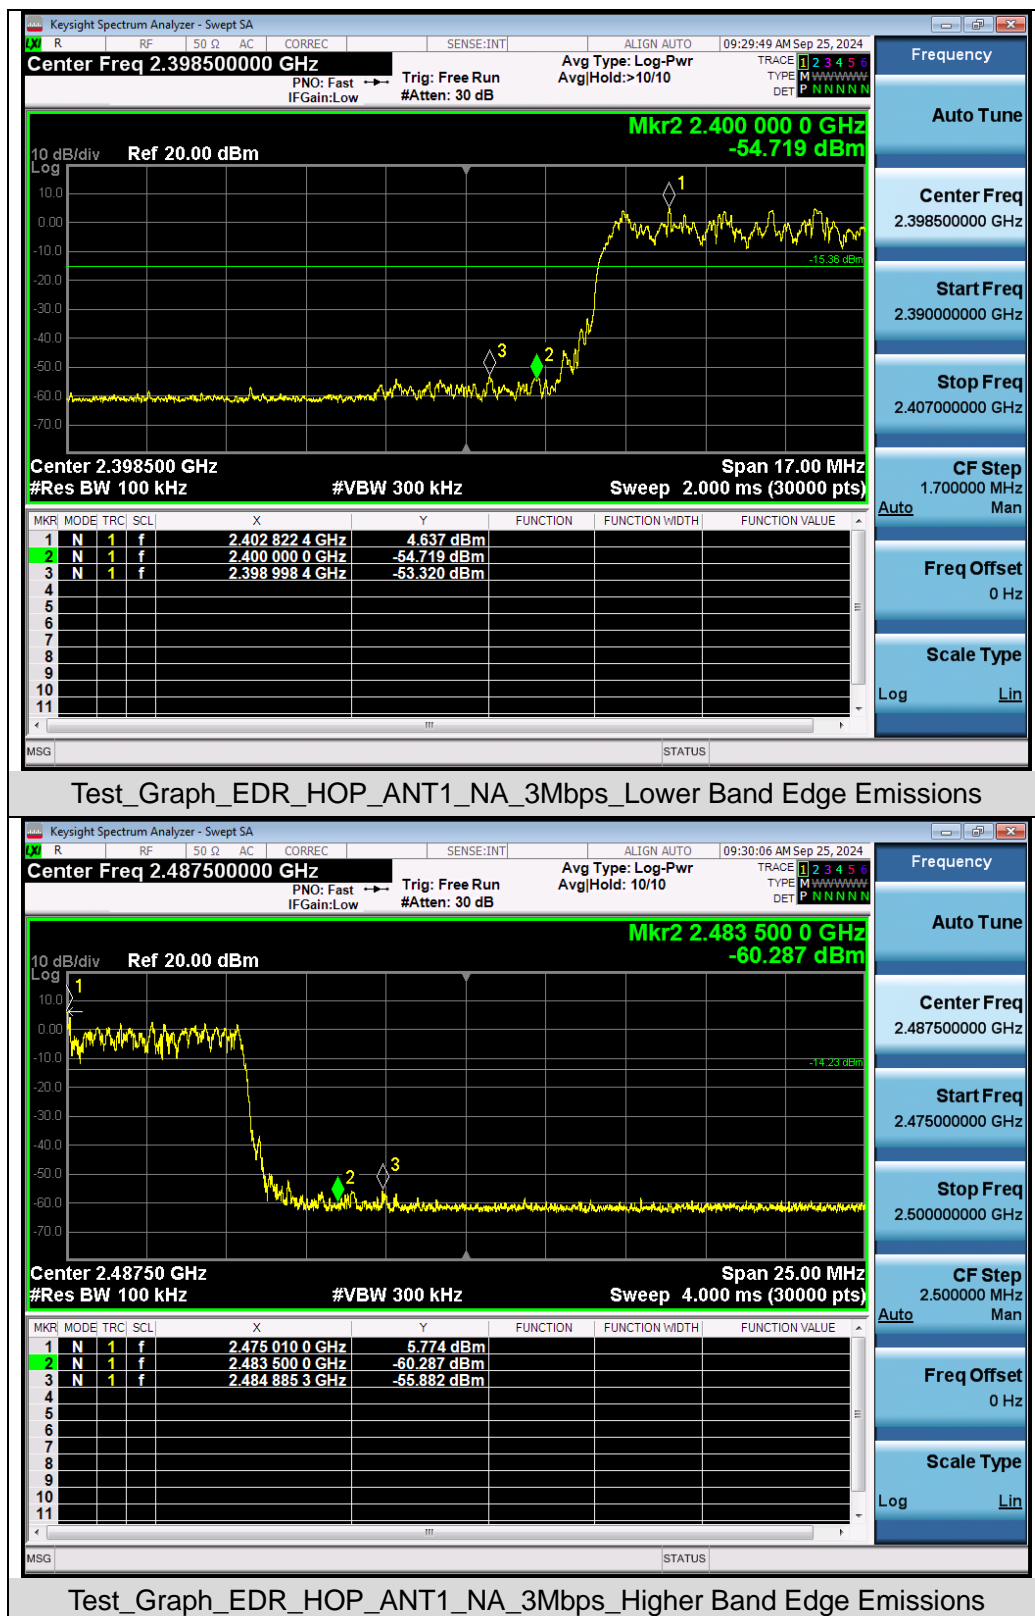 Keysight Spectrum Analyzer - Swept SA
LXI R RF 50 Ω AC CORREC SENSE:INT ALIGN AUTO 09:29:49 AM Sep 25, 2024
Center Freq 2.398500000 GHz
PNO: Fast
IFGain:Low
Trig: Free Run
#Atten: 30 dB
Avg Type: Log-Pwr
Avg|Hold:>10/10
TRACE 1 2 3 4 5 6
TYPE M W W W W W
DET P N N N N N
Mkr2 2.400 000 0 GHz
-54.719 dBm
10 dB/div Ref 20.00 dBm
Log
10.0
0.00
-10.0
-20.0
-30.0
-40.0
-50.0
-60.0
-70.0
1
-15.36 dBm
3
2
Center 2.398500 GHz Span 17.00 MHz
#Res BW 100 kHz #VBW 300 kHz Sweep 2.000 ms (30000 pts)
MKR MODE TRC SCL X Y FUNCTION FUNCTION WIDTH FUNCTION VALUE
1 N 1 f 2.402 822 4 GHz 4.637 dBm
2 N 1 f 2.400 000 0 GHz -54.719 dBm
3 N 1 f 2.398 998 4 GHz -53.320 dBm
4
5
6
7
8
9
10
11
MSG STATUS
Frequency
Auto Tune
Center Freq
2.398500000 GHz
Start Freq
2.390000000 GHz
Stop Freq
2.407000000 GHz
CF Step
1.700000 MHz
Auto Man
Freq Offset
0 Hz
Scale Type
Log Lin
Test_Graph_EDR_HOP_ANT1_NA_3Mbps_Lower Band Edge Emissions
Keysight Spectrum Analyzer - Swept SA
LXI R RF 50 Ω AC CORREC SENSE:INT ALIGN AUTO 09:30:06 AM Sep 25, 2024
Center Freq 2.487500000 GHz
PNO: Fast
IFGain:Low
Trig: Free Run
#Atten: 30 dB
Avg Type: Log-Pwr
Avg|Hold: 10/10
TRACE 1 2 3 4 5 6
TYPE M W W W W W
DET P N N N N N
Mkr2 2.483 500 0 GHz
-60.287 dBm
10 dB/div Ref 20.00 dBm
Log
10.0
0.00
-10.0
-20.0
-30.0
-40.0
-50.0
-60.0
-70.0
1
-14.23 dBm
2
3
Center 2.48750 GHz Span 25.00 MHz
#Res BW 100 kHz #VBW 300 kHz Sweep 4.000 ms (30000 pts)
MKR MODE TRC SCL X Y FUNCTION FUNCTION WIDTH FUNCTION VALUE
1 N 1 f 2.475 010 0 GHz 5.774 dBm
2 N 1 f 2.483 500 0 GHz -60.287 dBm
3 N 1 f 2.484 885 3 GHz -55.882 dBm
4
5
6
7
8
9
10
11
MSG STATUS
Frequency
Auto Tune
Center Freq
2.487500000 GHz
Start Freq
2.475000000 GHz
Stop Freq
2.500000000 GHz
CF Step
2.500000 MHz
Auto Man
Freq Offset
0 Hz
Scale Type
Log Lin
Test_Graph_EDR_HOP_ANT1_NA_3Mbps_Higher Band Edge Emissions